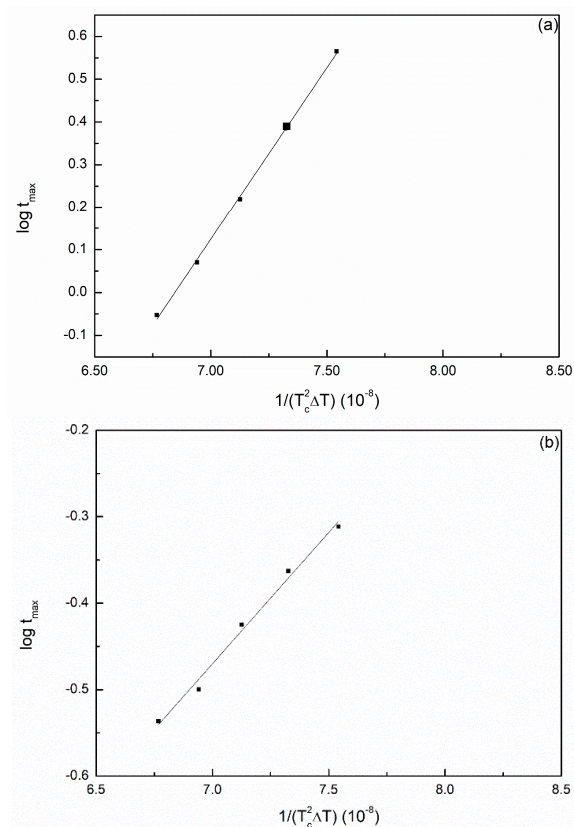 (a)
0.6
0.5
0.4
0.3
0.2
0.1
0.0
-0.1
log t_max
6.50 7.00 7.50 8.00 8.50
1/(T_c^2ΔT) (10^-8)
(b)
-0.2
-0.3
-0.4
-0.5
-0.6
log t_max
6.5 7.0 7.5 8.0 8.5
1/(T_c^2ΔT) (10^-8)